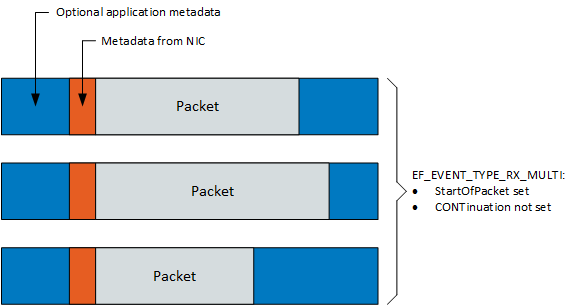 Optional application metadata
Metadata from NIC
Packet
EF_EVENT_TYPE_RX_MULTI:
• StartOfPacket set
Packet
• CONTinuation not set
Packet